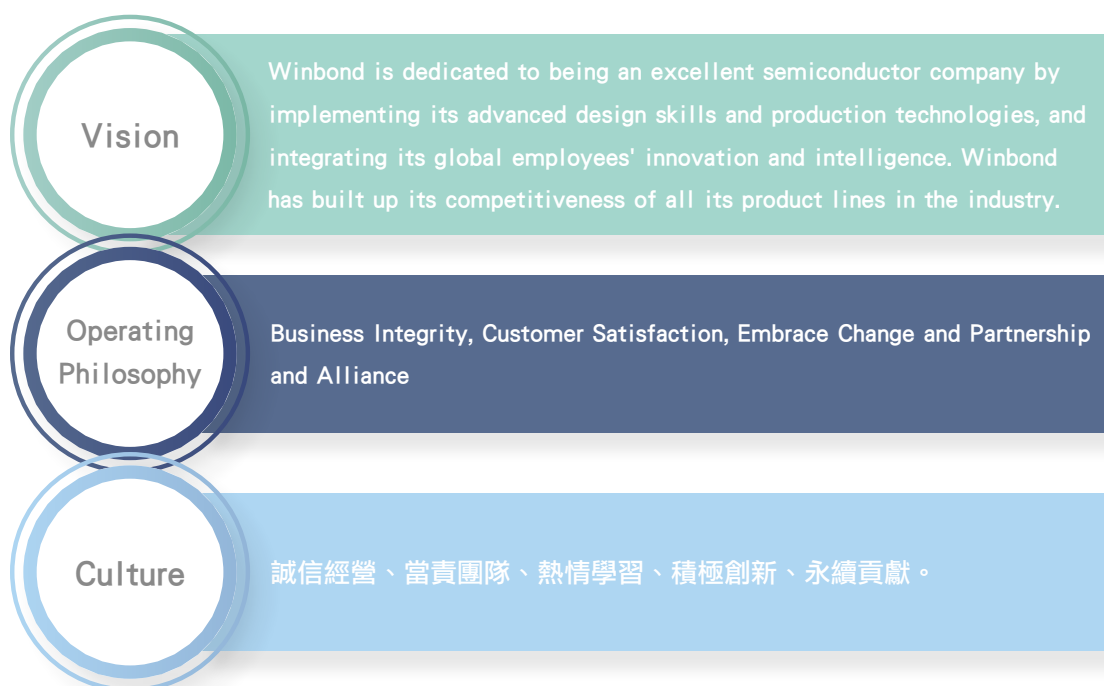 Vision
Winbond is dedicated to being an excellent semiconductor company by
implementing its advanced design skills and production technologies, and
integrating its global employees' innovation and intelligence. Winbond
has built up its competitiveness of all its product lines in the industry.
Operating
Philosophy
Business Integrity, Customer Satisfaction, Embrace Change and Partnership
and Alliance
Culture
誠信經營、當責團隊、熱情學習、積極創新、永續貢獻。